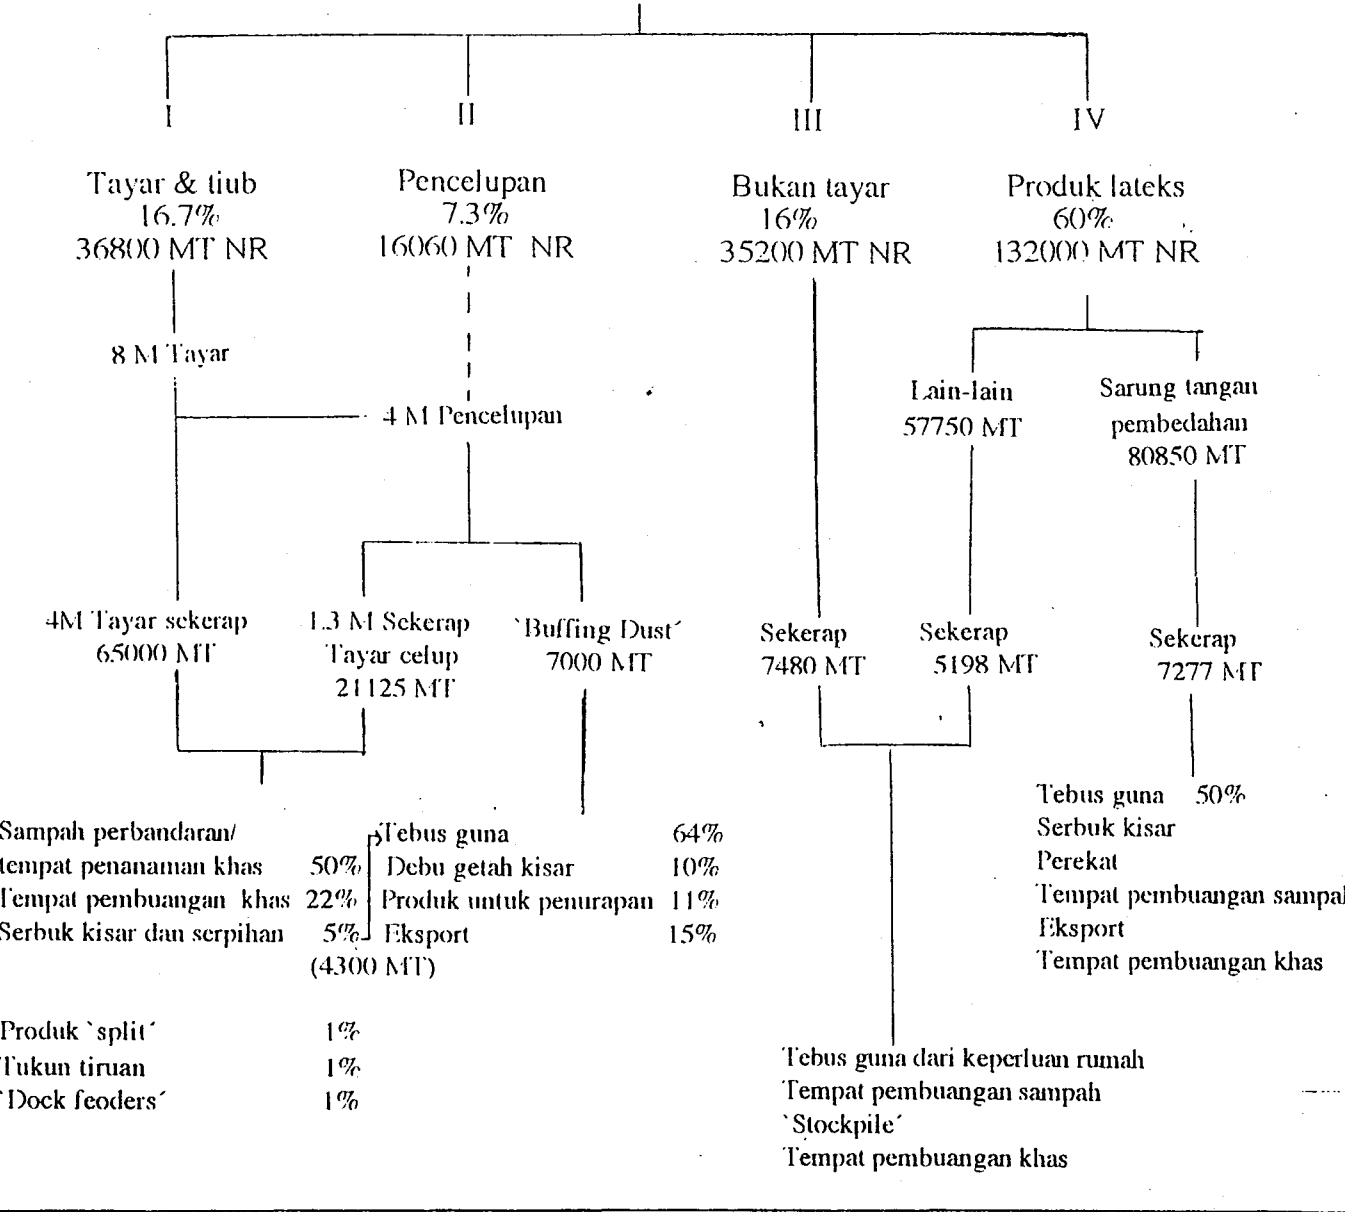 I
II
III
IV
Tayar & tiub
16.7%
36800 MT NR
Pencelupan
7.3%
16060 MT NR
Bukan tayar
16%
35200 MT NR
Produk lateks
60%
132000 MT NR
8 M Tayar
4 M Pencelupan
Lain-lain
57750 MT
Sarung tangan
pembedahan
80850 MT
4M Tayar sekerap
65000 MT
1.3 M Sekerap
Tayar celup
21125 MT
`Buffing Dust´
7000 MT
Sekerap
7480 MT
Sekerap
5198 MT
Sekerap
7277 MT
Sampah perbandaran/
tempat penanaman khas 50%
Tempat pembuangan khas 22%
Serbuk kisar dan serpihan 5%
(4300 MT)
Produk `split´ 1%
Tukun tiruan 1%
`Dock feoders´ 1%
Tebus guna 64%
Debu getah kisar 10%
Produk untuk penurapan 11%
Eksport 15%
Tebus guna dari keperluan rumah
Tempat pembuangan sampah
`Stockpile´
Tempat pembuangan khas
Tebus guna 50%
Serbuk kisar
Perekat
Tempat pembuangan sampah
Eksport
Tempat pembuangan khas